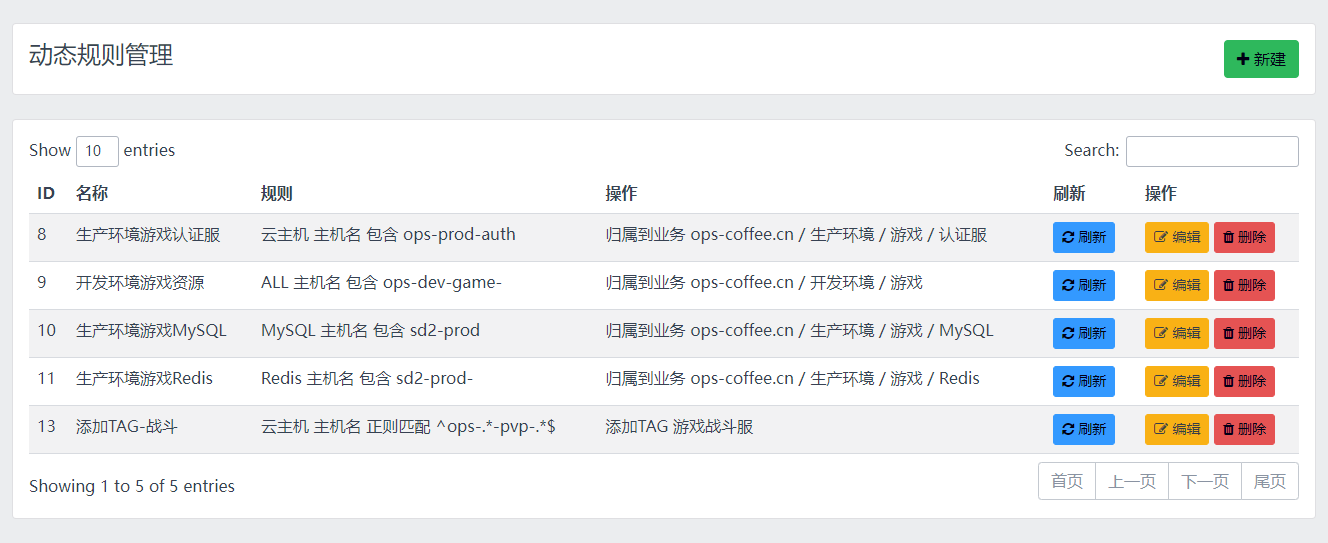 动态规则管理 新建
Show 10 entries Search:
ID 名称 规则 操作 刷新 操作
8 生产环境游戏认证服 云主机 主机名 包含 ops-prod-auth 归属到业务 ops-coffee.cn / 生产环境 / 游戏 / 认证服 刷新 编辑 删除
9 开发环境游戏资源 ALL 主机名 包含 ops-dev-game- 归属到业务 ops-coffee.cn / 开发环境 / 游戏 刷新 编辑 删除
10 生产环境游戏MySQL MySQL 主机名 包含 sd2-prod 归属到业务 ops-coffee.cn / 生产环境 / 游戏 / MySQL 刷新 编辑 删除
11 生产环境游戏Redis Redis 主机名 包含 sd2-prod- 归属到业务 ops-coffee.cn / 生产环境 / 游戏 / Redis 刷新 编辑 删除
13 添加TAG-战斗 云主机 主机名 正则匹配 ^ops-.*-pvp-.*$ 添加TAG 游戏战斗服 刷新 编辑 删除
Showing 1 to 5 of 5 entries 首页 上一页 下一页 尾页